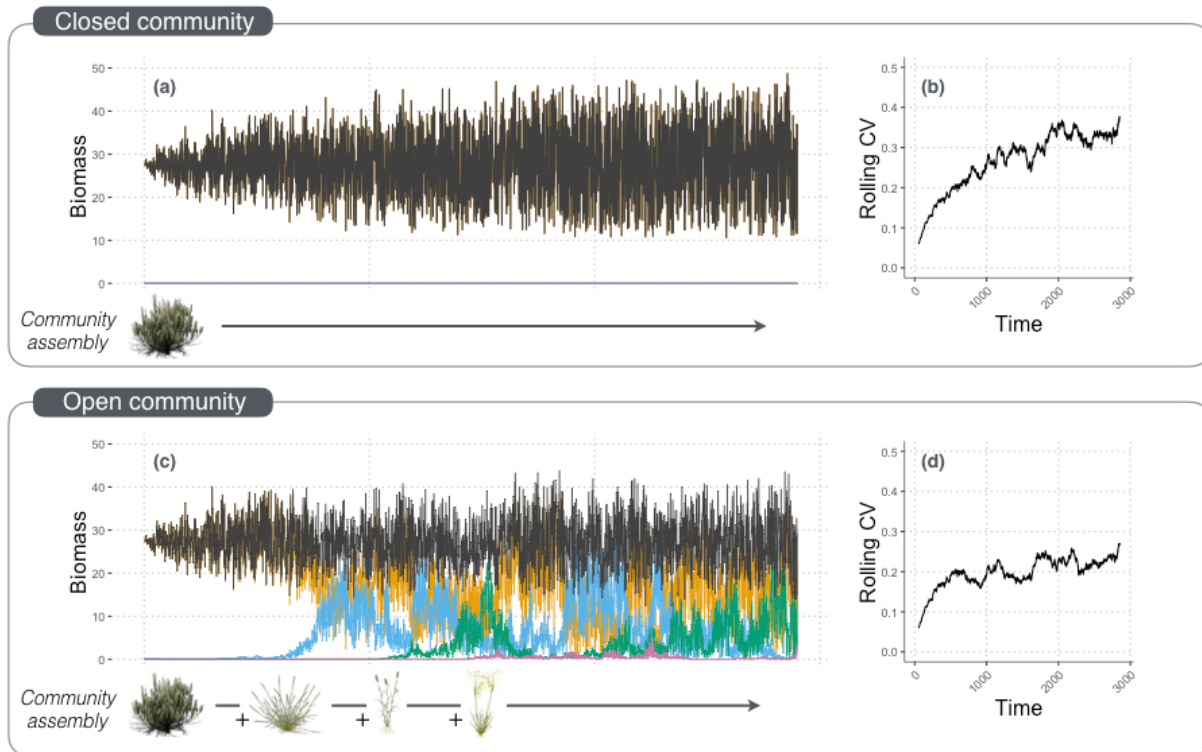 Closed community
(a)
Biomass
50
40
30
20
10
0
Community
assembly
(b)
Rolling CV
0.5
0.4
0.3
0.2
0.1
0.0
0
1000
2000
3000
Time
Open community
(c)
Biomass
50
40
30
20
10
0
Community
assembly
+
+
+
(d)
Rolling CV
0.5
0.4
0.3
0.2
0.1
0.0
0
1000
2000
3000
Time